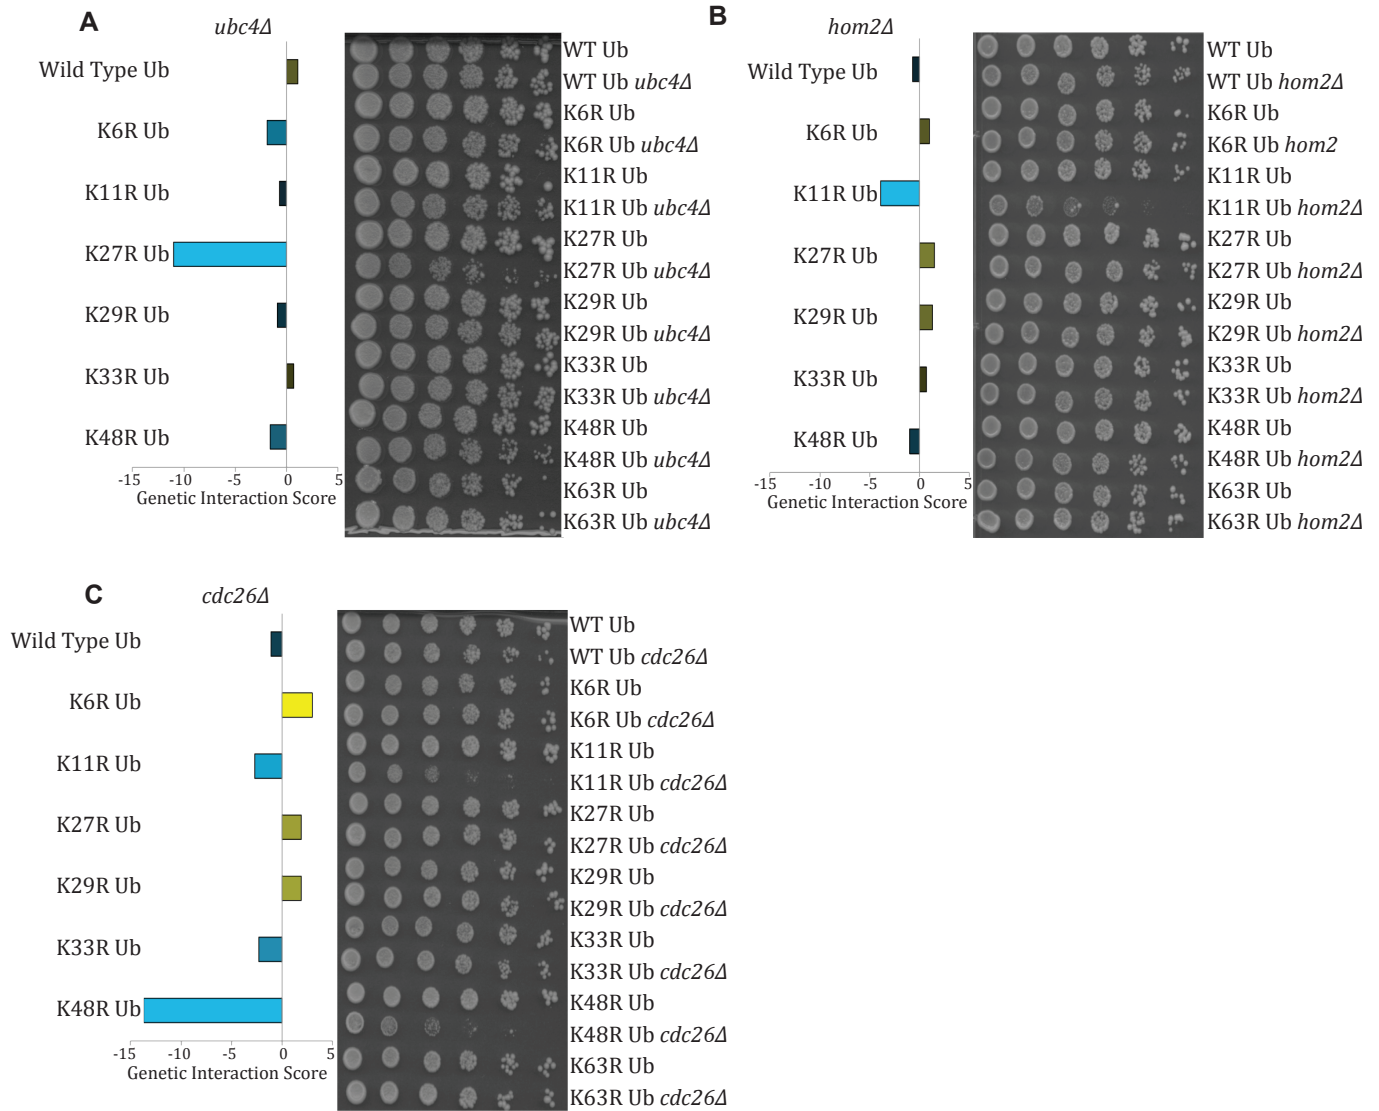 A
ubc4Δ
Wild Type Ub
K6R Ub
K11R Ub
K27R Ub
K29R Ub
K33R Ub
K48R Ub
-15 -10 -5 0 5
Genetic Interaction Score
WT Ub
WT Ub ubc4Δ
K6R Ub
K6R Ub ubc4Δ
K11R Ub
K11R Ub ubc4Δ
K27R Ub
K27R Ub ubc4Δ
K29R Ub
K29R Ub ubc4Δ
K33R Ub
K33R Ub ubc4Δ
K48R Ub
K48R Ub ubc4Δ
K63R Ub
K63R Ub ubc4Δ
B
hom2Δ
Wild Type Ub
K6R Ub
K11R Ub
K27R Ub
K29R Ub
K33R Ub
K48R Ub
-15 -10 -5 0 5
Genetic Interaction Score
WT Ub
WT Ub hom2Δ
K6R Ub
K6R Ub hom2
K11R Ub
K11R Ub hom2Δ
K27R Ub
K27R Ub hom2Δ
K29R Ub
K29R Ub hom2Δ
K33R Ub
K33R Ub hom2Δ
K48R Ub
K48R Ub hom2Δ
K63R Ub
K63R Ub hom2Δ
C
cdc26Δ
Wild Type Ub
K6R Ub
K11R Ub
K27R Ub
K29R Ub
K33R Ub
K48R Ub
-15 -10 -5 0 5
Genetic Interaction Score
WT Ub
WT Ub cdc26Δ
K6R Ub
K6R Ub cdc26Δ
K11R Ub
K11R Ub cdc26Δ
K27R Ub
K27R Ub cdc26Δ
K29R Ub
K29R Ub cdc26Δ
K33R Ub
K33R Ub cdc26Δ
K48R Ub
K48R Ub cdc26Δ
K63R Ub
K63R Ub cdc26Δ